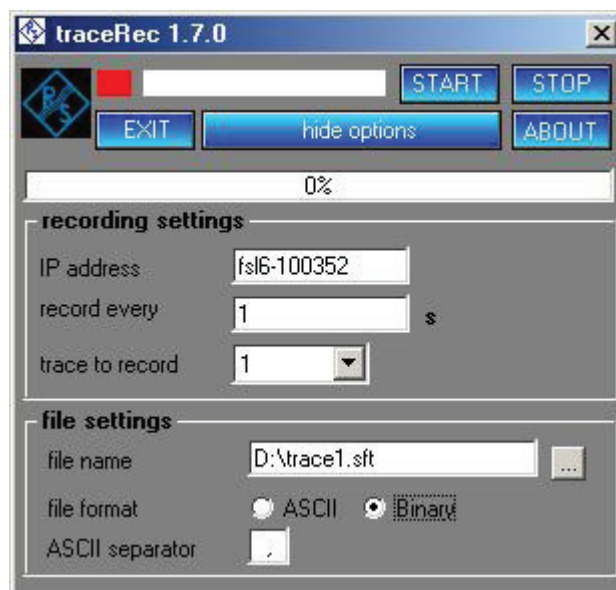 traceRec 1.7.0
R/S
START STOP
EXIT hide options ABOUT
0%
recording settings
IP address fsl6-100352
record every 1 s
trace to record 1
file settings
file name D:\trace1.sft ...
file format ASCII Binary
ASCII separator ,